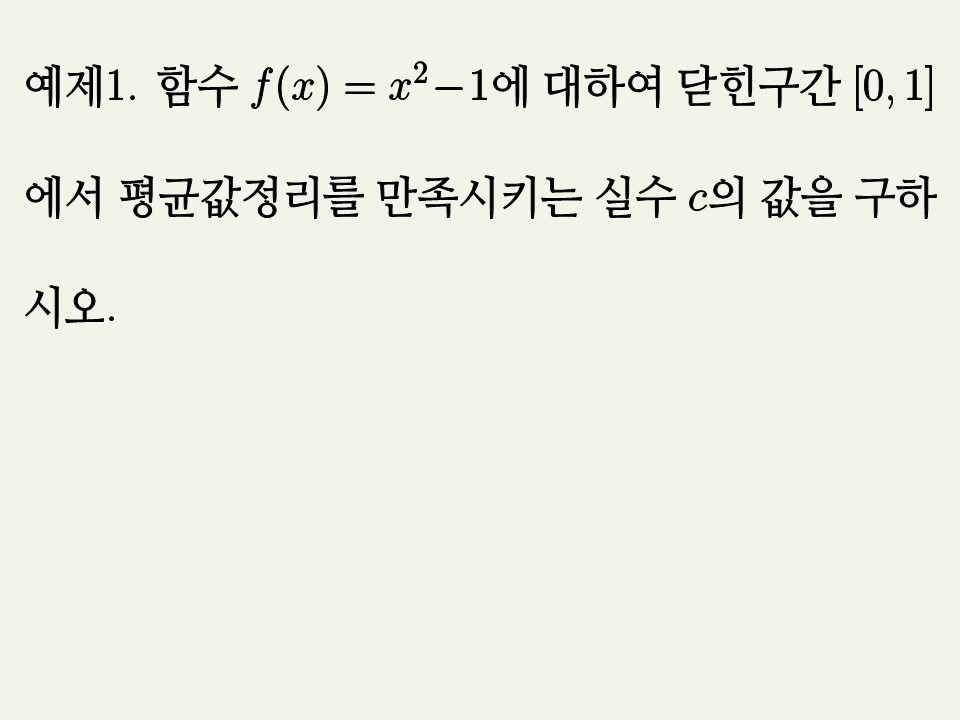 예제1. 함수 f(x) = x²−1에 대하여 닫힌구간 [0, 1]
에서 평균값정리를 만족시키는 실수 c의 값을 구하
시오.